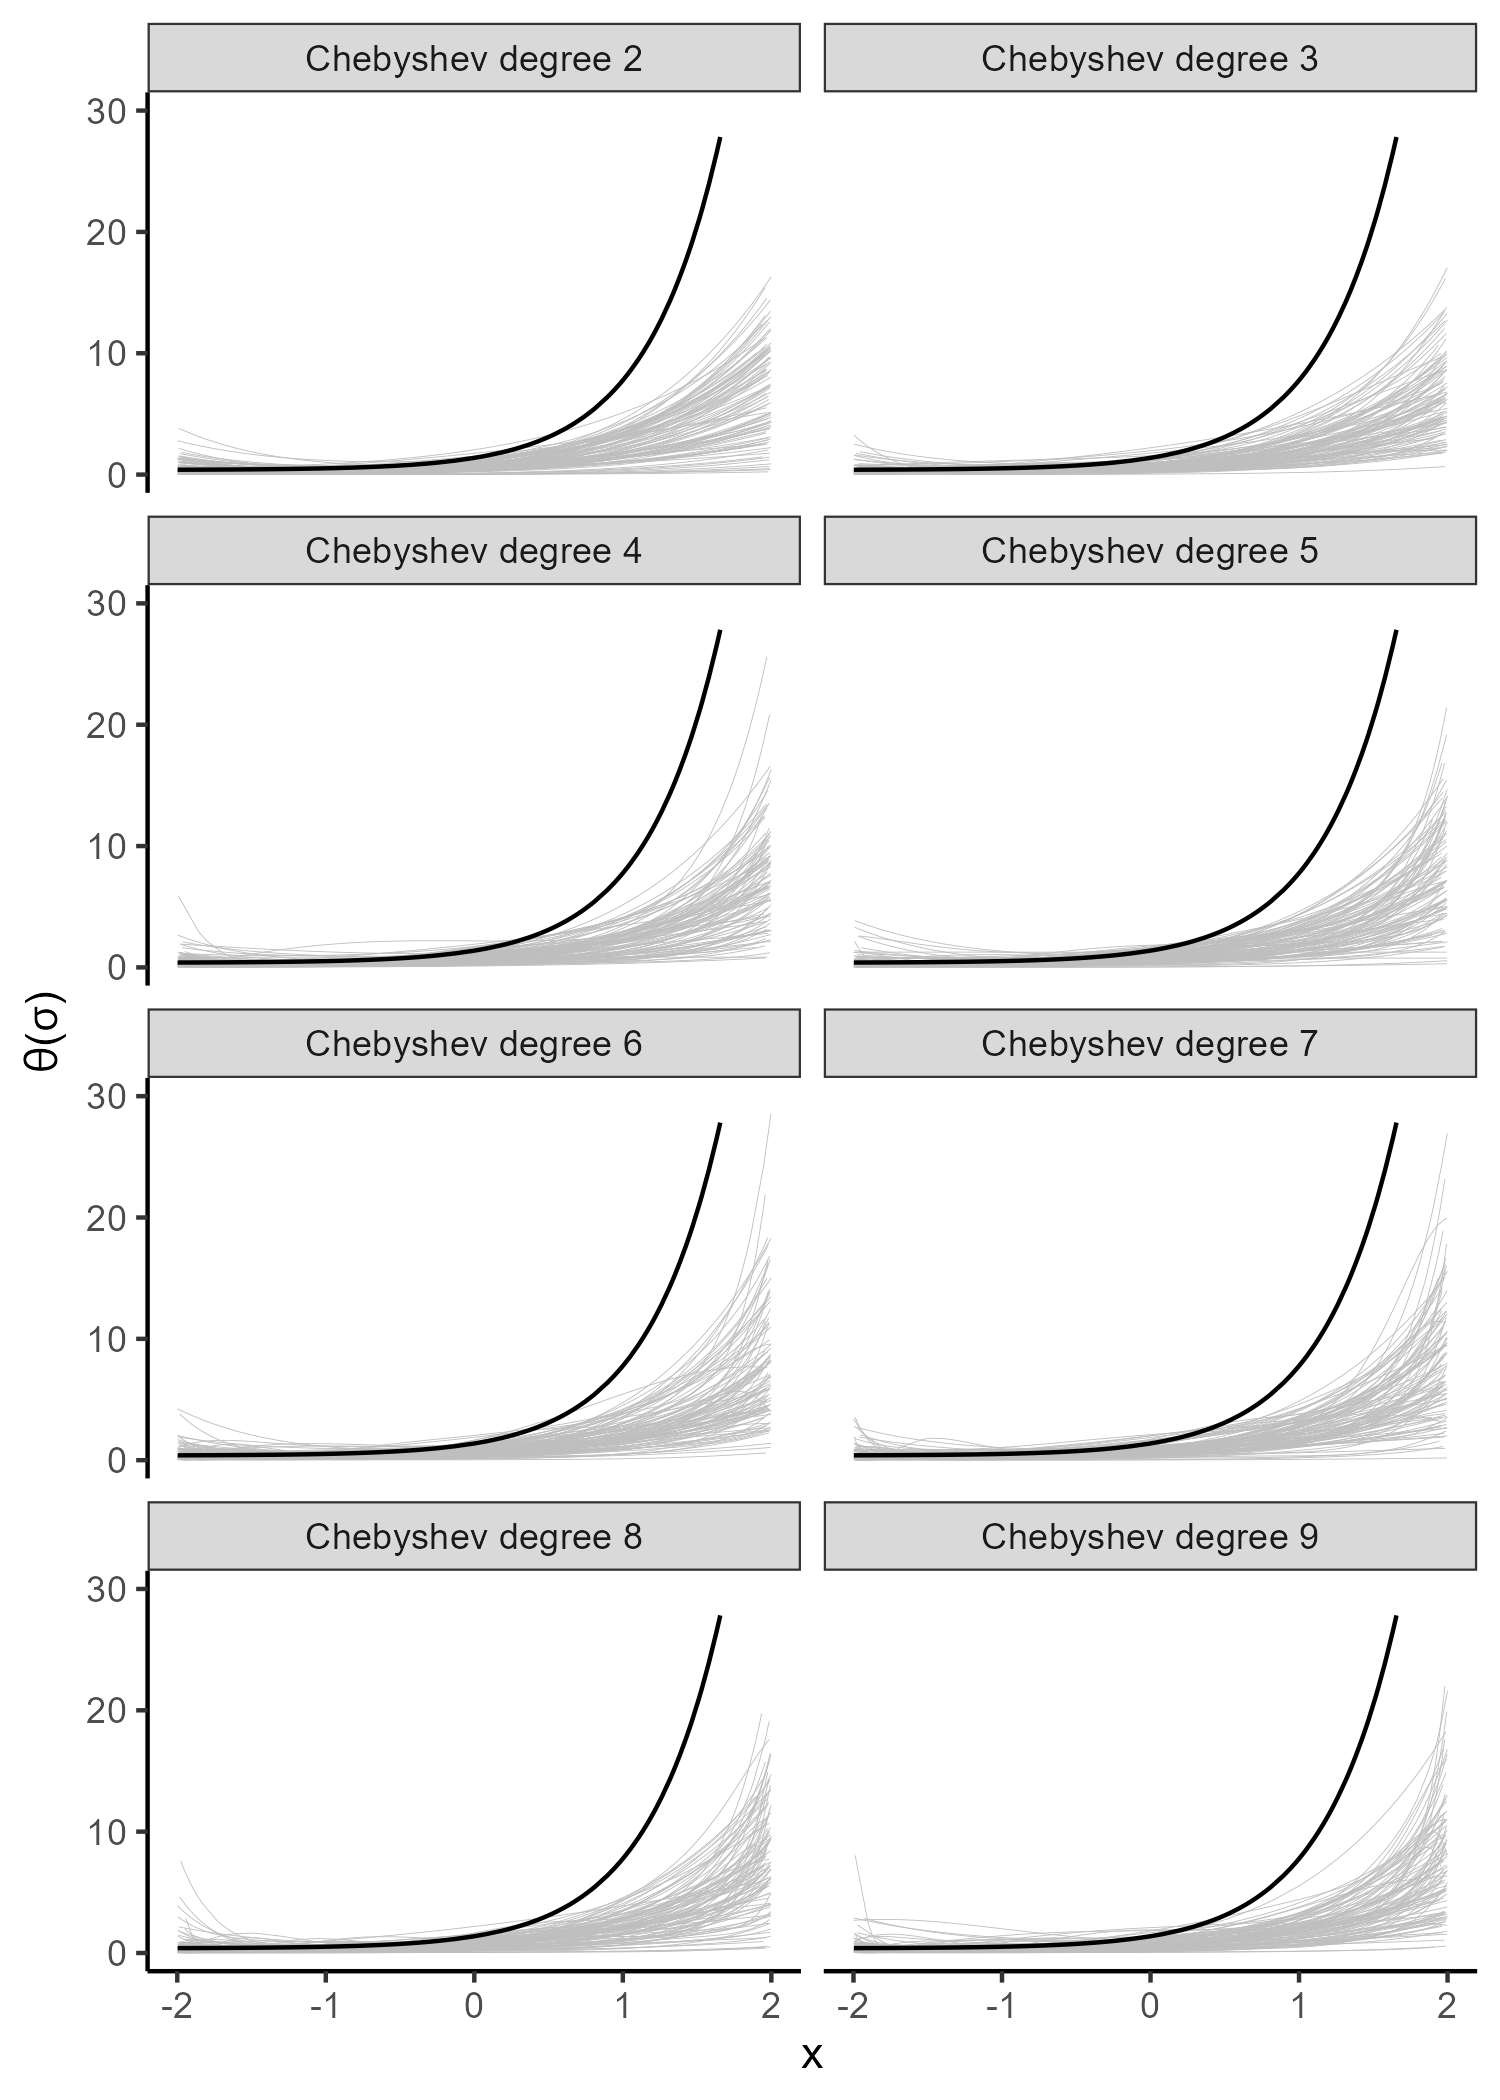 Chebyshev degree 2
Chebyshev degree 3
30
20
10
0
Chebyshev degree 4
Chebyshev degree 5
30
20
10
0
θ(σ)
Chebyshev degree 6
Chebyshev degree 7
30
20
10
0
Chebyshev degree 8
Chebyshev degree 9
30
20
10
0
-2 -1 0 1 2
-2 -1 0 1 2
x